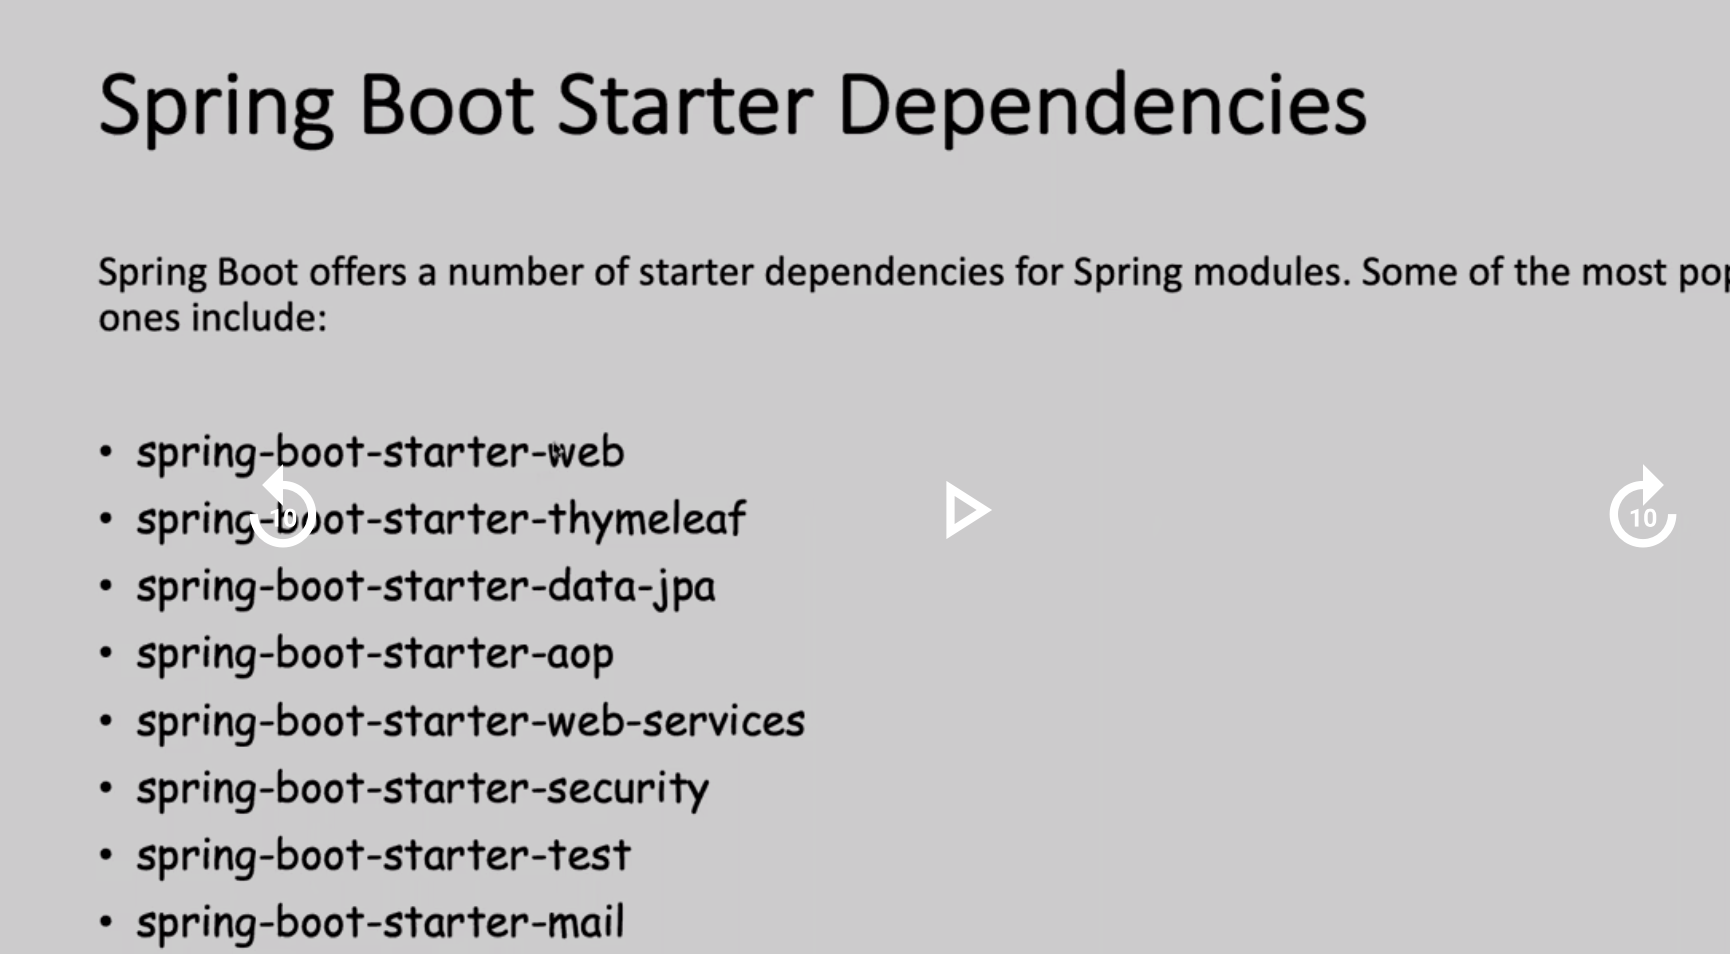 Spring Boot Starter Dependencies
Spring Boot offers a number of starter dependencies for Spring modules. Some of the most
ones include:
• spring-boot-starter-web
• spring-boot-starter-thymeleaf
• spring-boot-starter-data-jpa
• spring-boot-starter-aop
• spring-boot-starter-web-services
• spring-boot-starter-security
• spring-boot-starter-test
• spring-boot-starter-mail
10
10